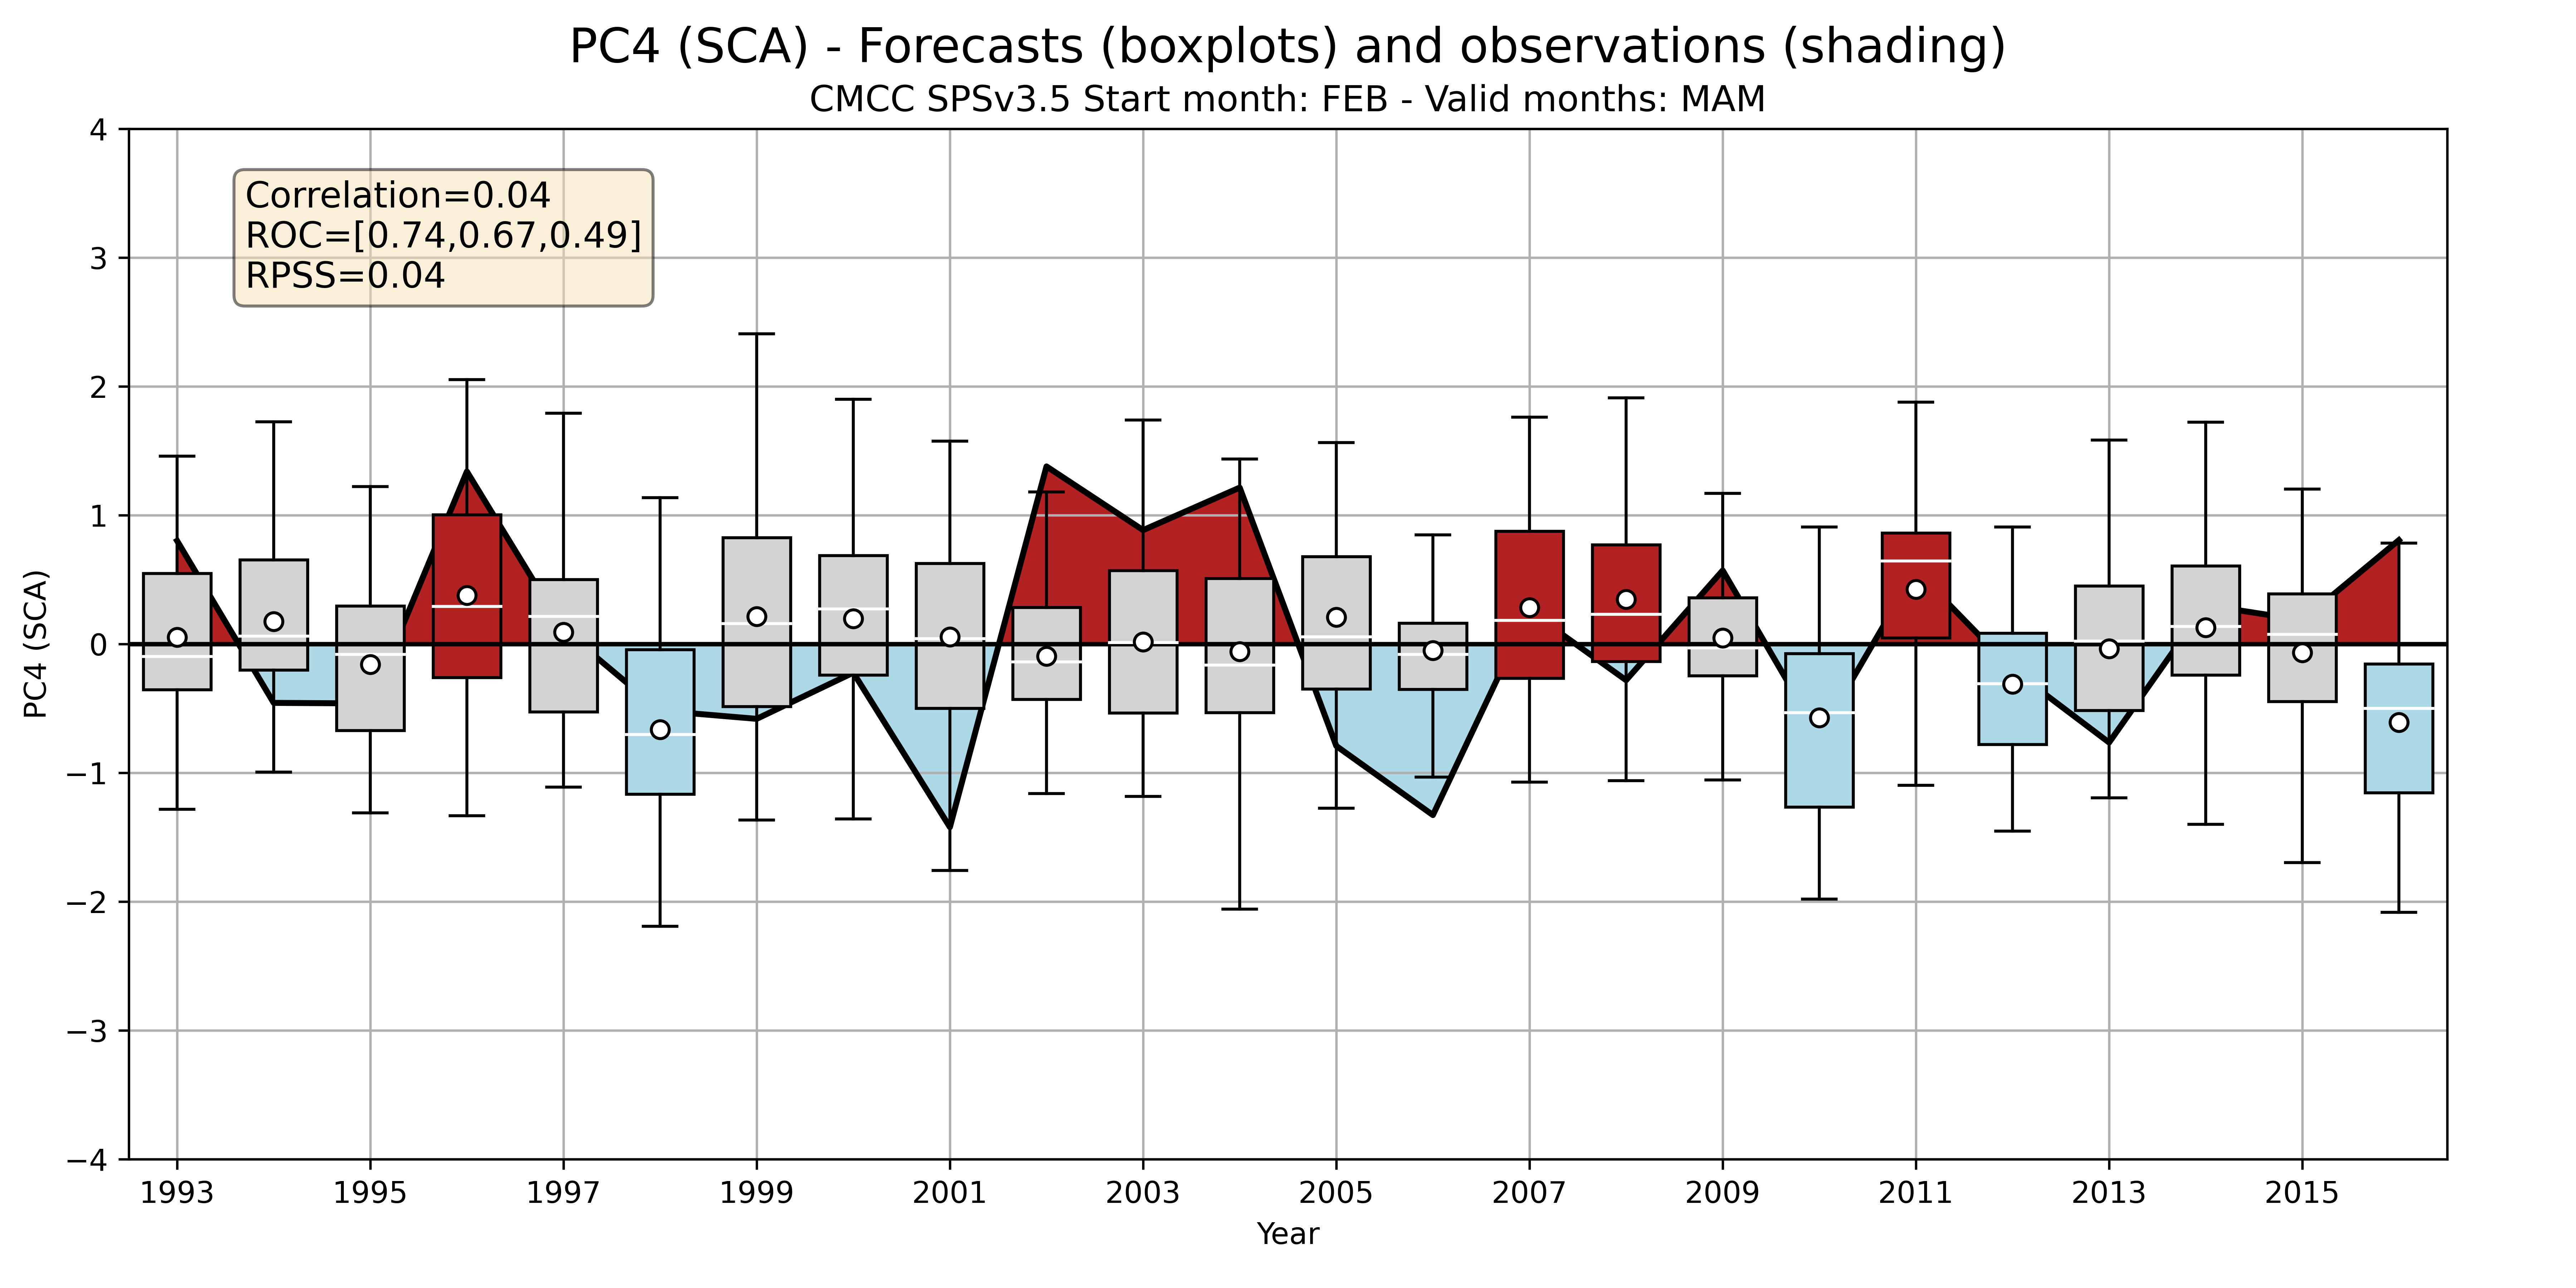 PC4 (SCA) - Forecasts (boxplots) and observations (shading)
CMCC SPSv3.5 Start month: FEB - Valid months: MAM
Correlation=0.04
ROC=[0.74,0.67,0.49]
RPSS=0.04
PC4 (SCA)
4
3
2
1
0
−1
−2
−3
−4
1993 1995 1997 1999 2001 2003 2005 2007 2009 2011 2013 2015
Year